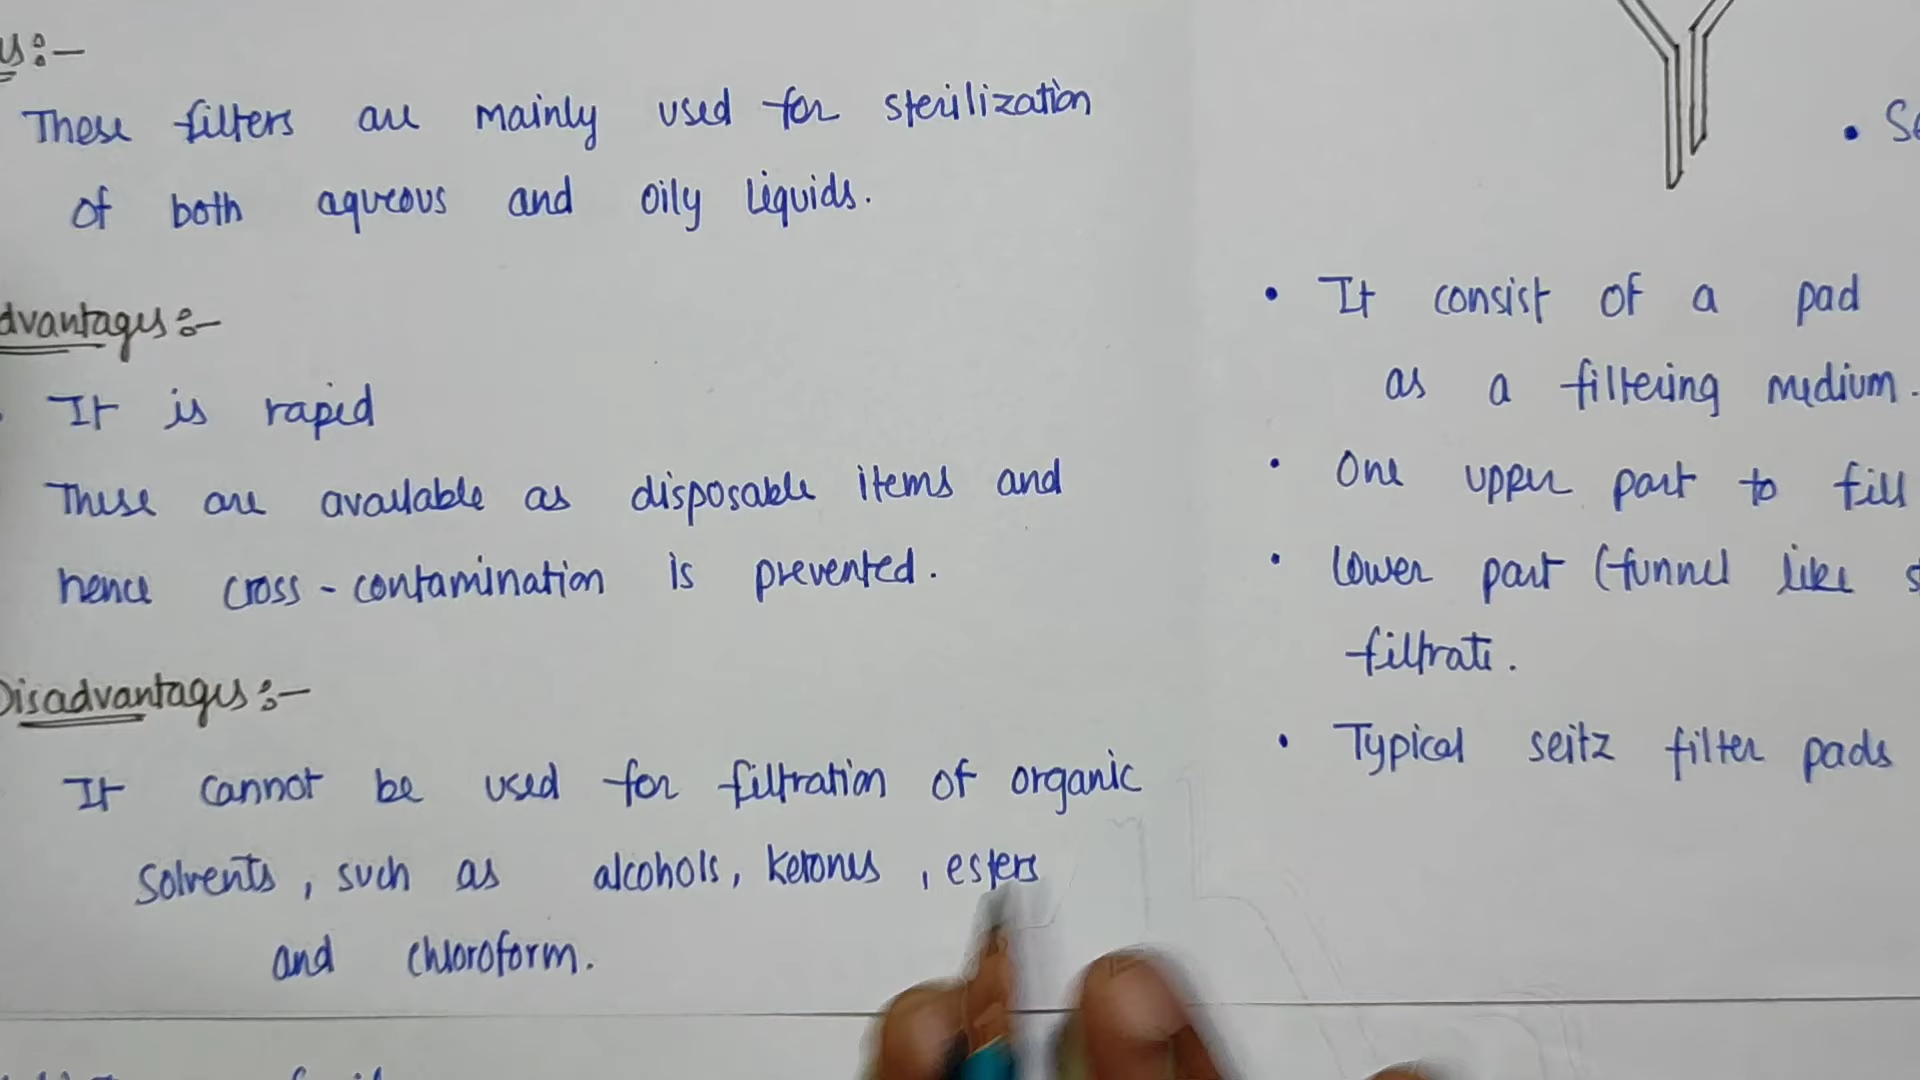 These filters are mainly used for sterilization
of both aqueous and oily liquids.
dvantages :-
It is rapid
These are available as disposable items and
hence cross-contamination is prevented.
Disadvantages :-
It cannot be used for filtration of organic
solvents, such as alcohols, ketones, esters
and chloroform.
• It consist of a pad
as a filtering medium.
• One upper part to fill
• Lower part (funnel like
filtrate.
• Typical seitz filter pads